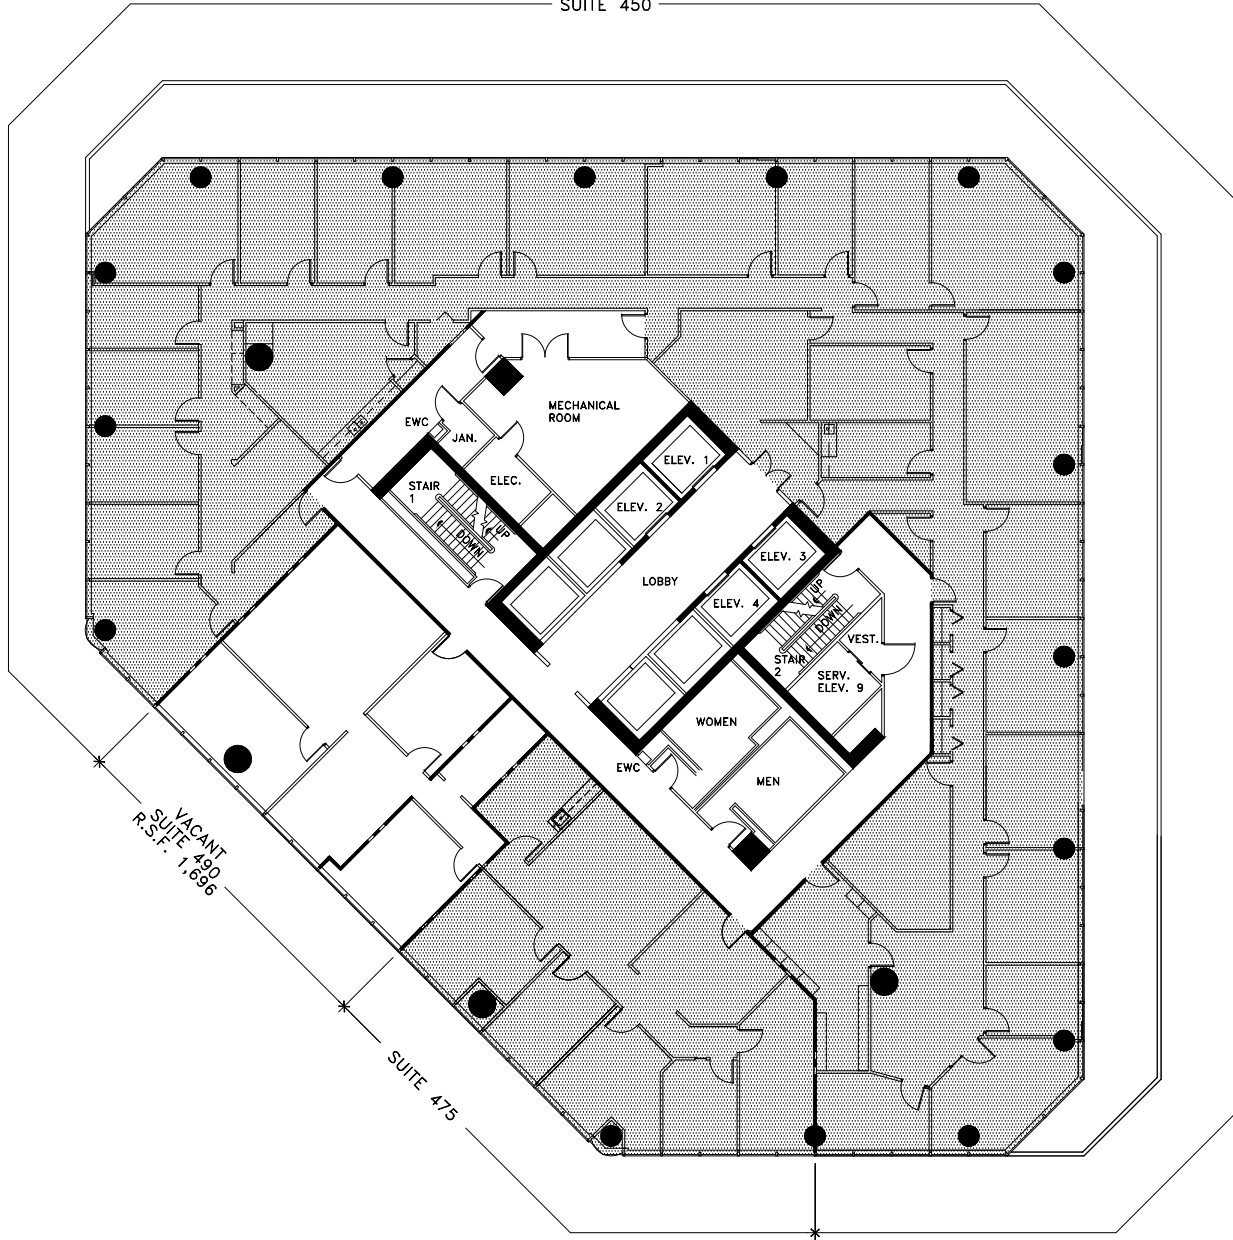 SUITE 450
MECHANICAL
ROOM
EWC
JAN.
ELEV. 1
ELEC.
STAIR
1
ELEV. 2
UP
DOWN
ELEV. 3
LOBBY
ELEV. 4
UP
DOWN
VEST.
STAIR
2
SERV.
ELEV. 9
WOMEN
EWC
MEN
VACANT
SUITE 490
R.S.F. 1,696
SUITE 475